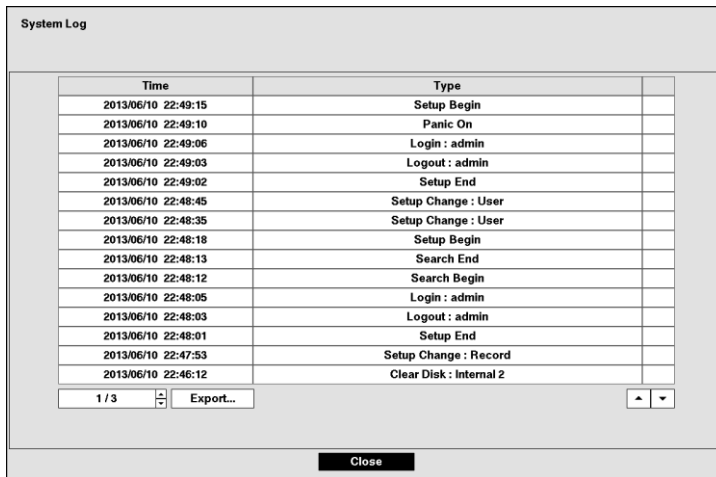 System Log
Time Type
2013/06/10 22:49:15 Setup Begin
2013/06/10 22:49:10 Panic On
2013/06/10 22:49:06 Login : admin
2013/06/10 22:49:03 Logout : admin
2013/06/10 22:49:02 Setup End
2013/06/10 22:48:45 Setup Change : User
2013/06/10 22:48:35 Setup Change : User
2013/06/10 22:48:18 Setup Begin
2013/06/10 22:48:13 Search End
2013/06/10 22:48:12 Search Begin
2013/06/10 22:48:05 Login : admin
2013/06/10 22:48:03 Logout : admin
2013/06/10 22:48:01 Setup End
2013/06/10 22:47:53 Setup Change : Record
2013/06/10 22:46:12 Clear Disk : Internal 2
1 / 3 Export...
Close